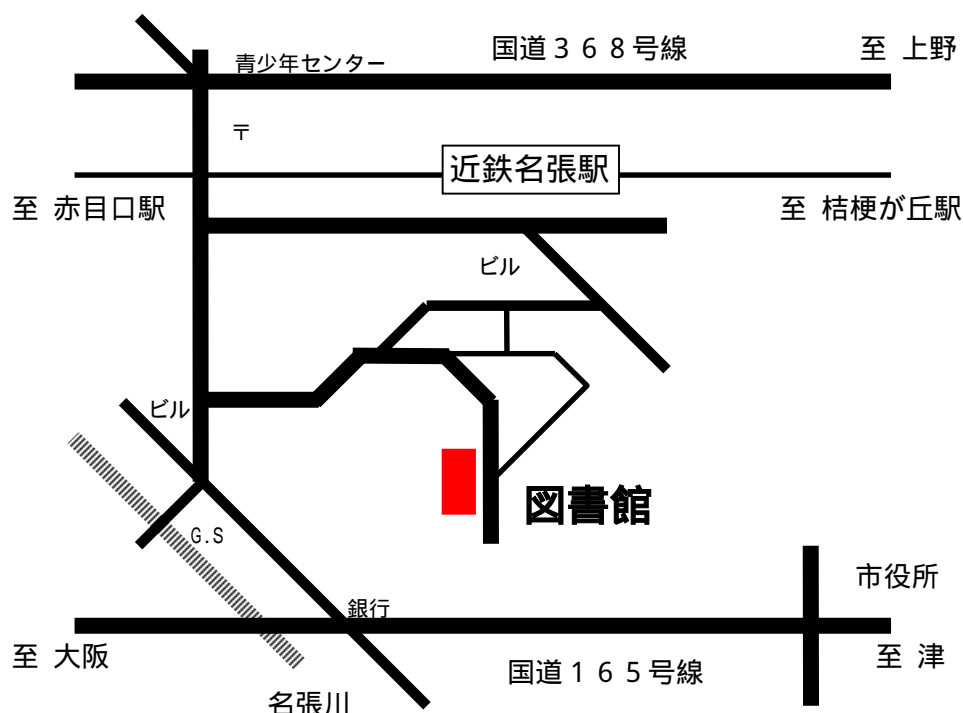 国道３６８号線
至 上野
青少年センター
〒
近鉄名張駅
至 赤目口駅
至 桔梗が丘駅
ビル
ビル
図書館
G.S
市役所
銀行
至 大阪
国道１６５号線
至 津
名張川